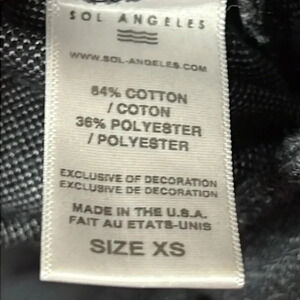 SOL ANGELES
WWW.SOL-ANGELES.COM
64% COTTON
/ COTON
36% POLYESTER
/ POLYESTER
EXCLUSIVE OF DECORATION
EXCLUSIVE DE DECORATION
MADE IN THE U.S.A.
FAIT AU ETATS-UNIS
SIZE XS